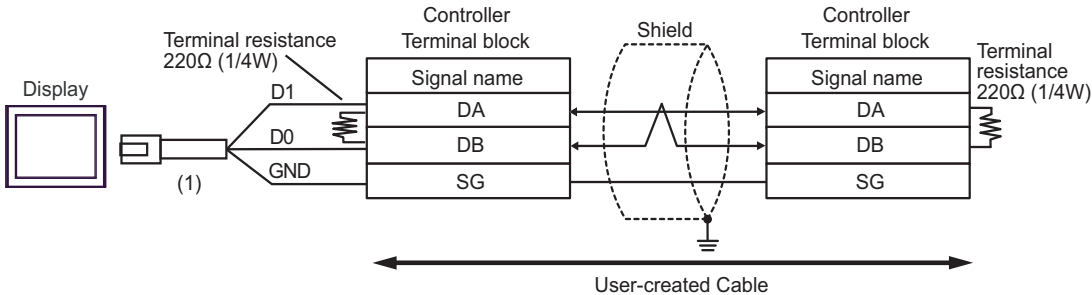 Display
(1)
D1
D0
GND
Terminal resistance
220Ω (1/4W)
Controller
Terminal block
Signal name
DA
DB
SG
Shield
Controller
Terminal block
Signal name
DA
DB
SG
Terminal
resistance
220Ω (1/4W)
User-created Cable